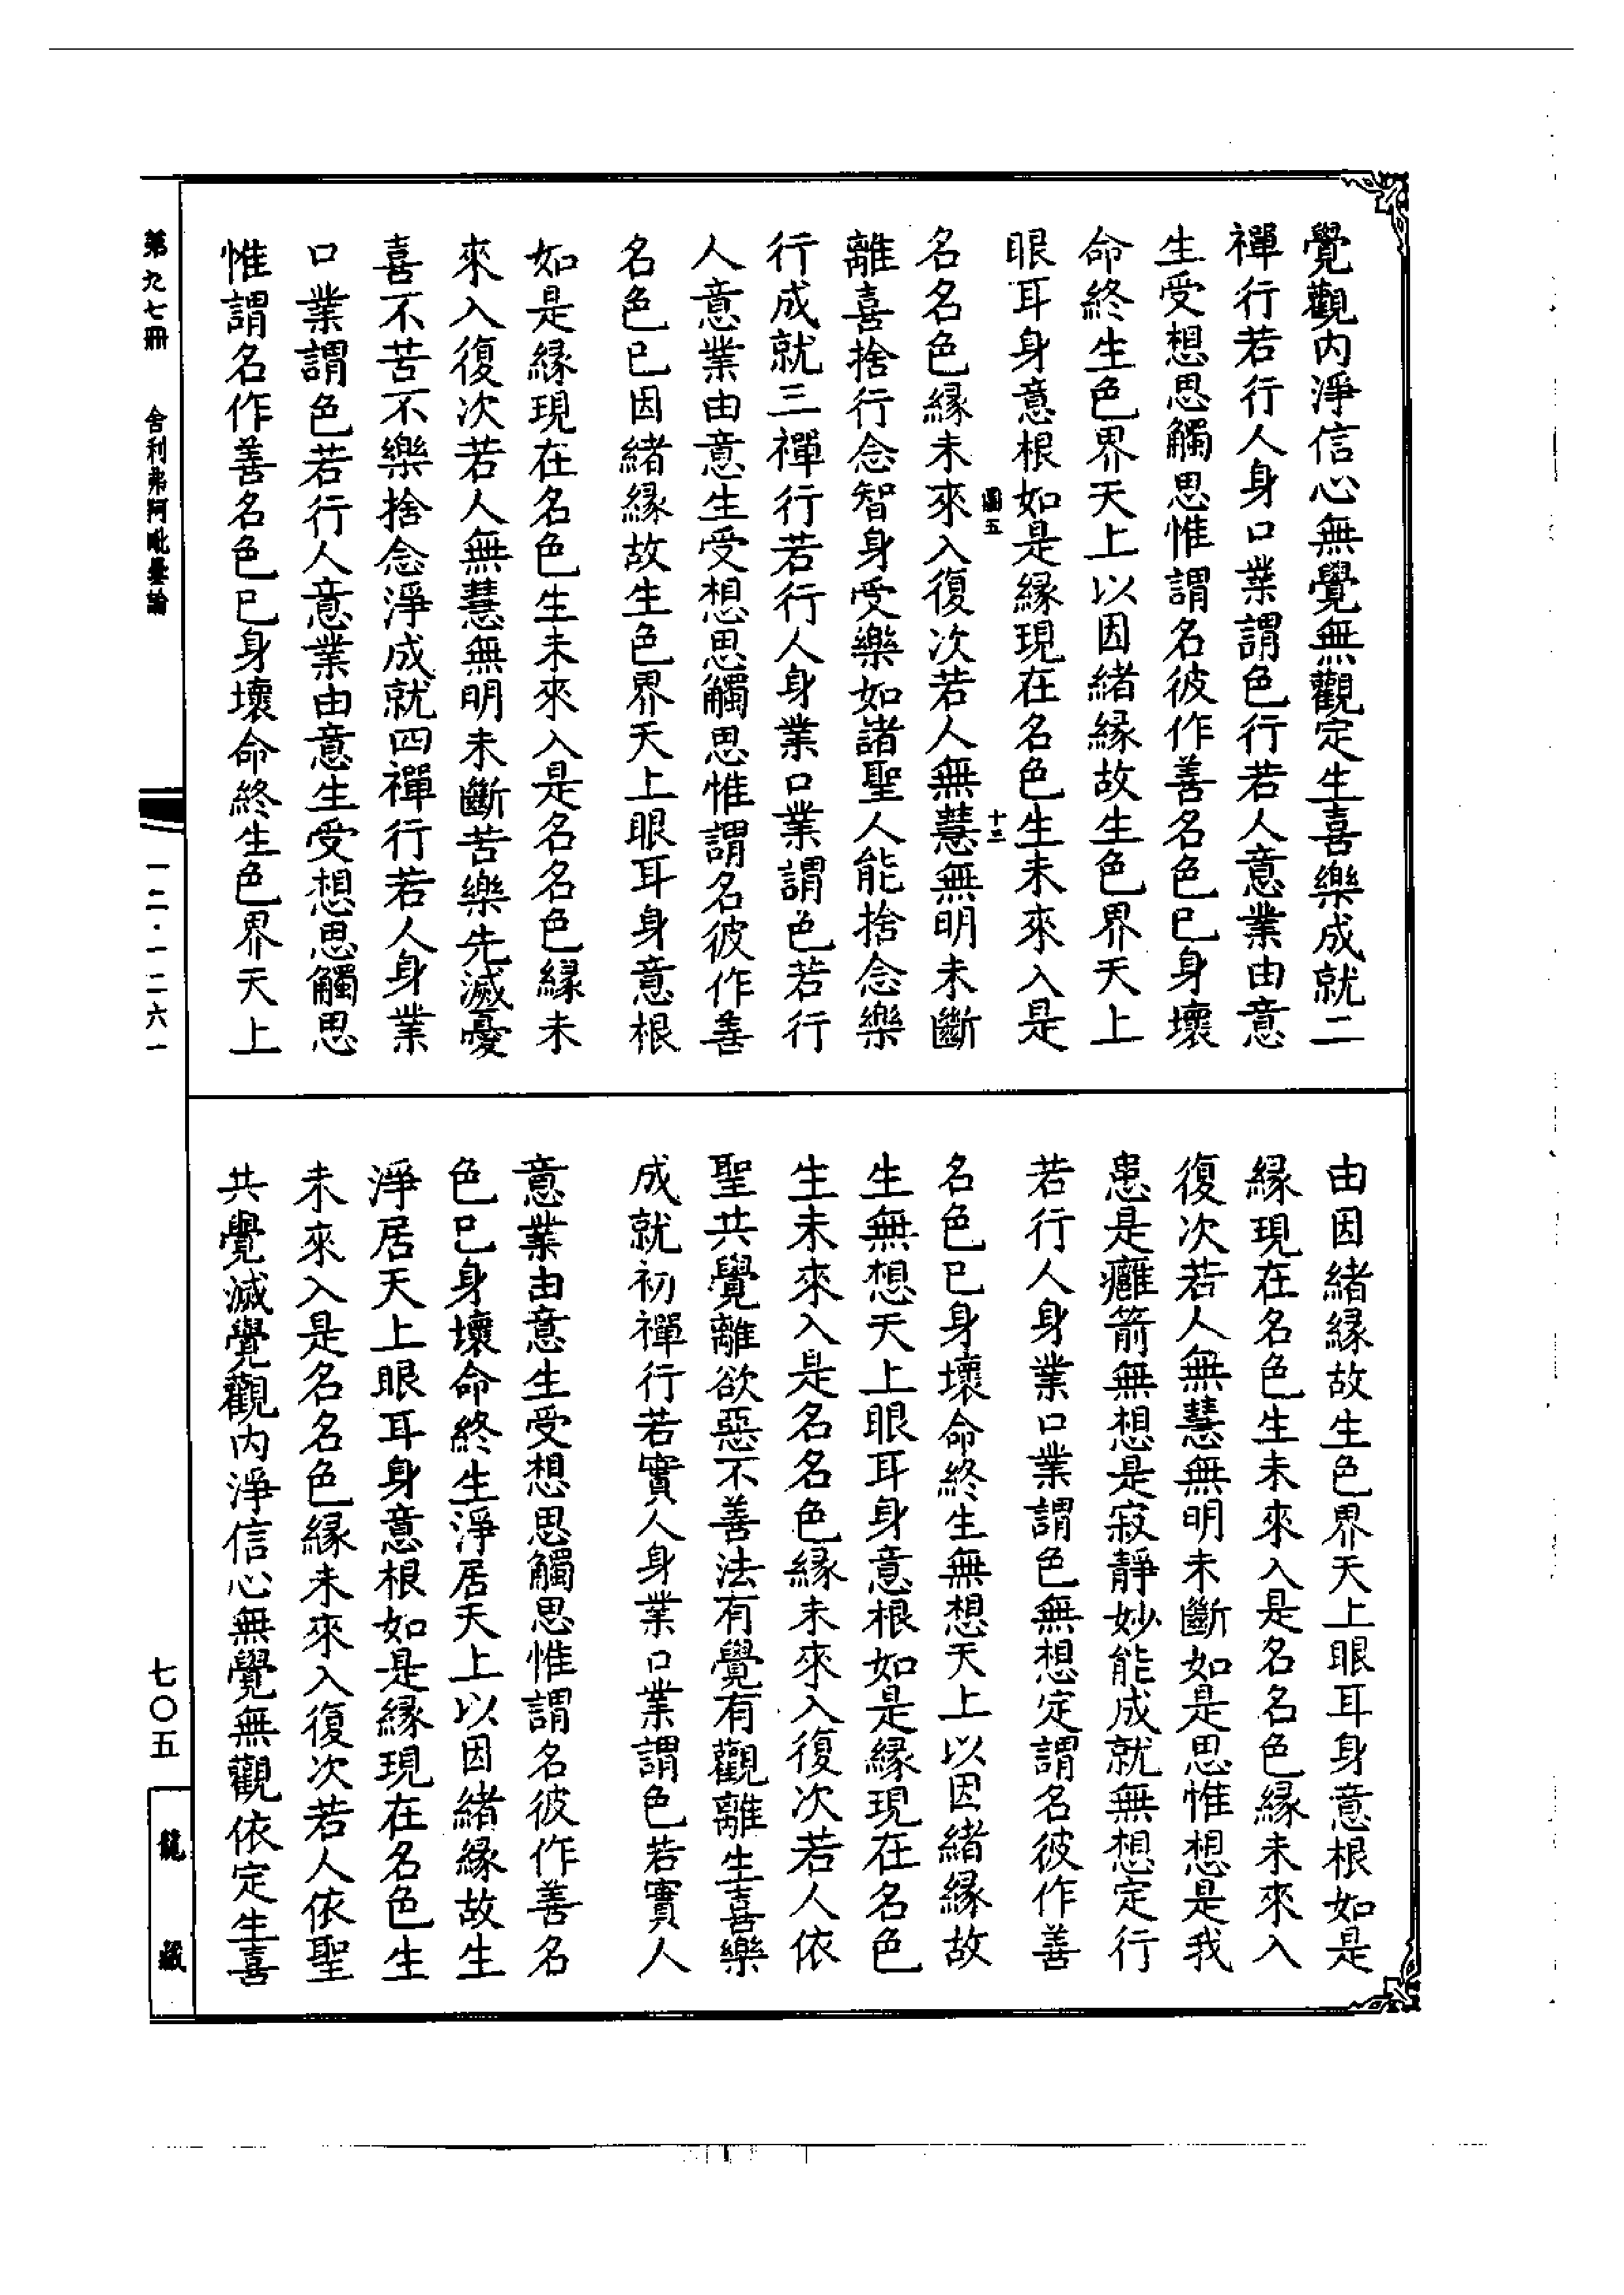 覺觀内淨信心無覺無觀定生喜樂成就二
禪行若行人身口業謂色行若人意業由意
生受想思觸思惟謂名彼作善名色已身壞
命終生色界天上以因緒緣故生色界天上
眼耳身意根如是緣現在名色生未來入是
圖五 十三
名名色緣未來入復次若人無慧無明未斷
離喜捨行念智身受樂如諸聖人能捨念樂
行成就三禪行若行人身業口業謂色若行
人意業由意生受想思觸思惟謂名彼作善
名色已因緒緣故生色界天上眼耳身意根
如是緣現在名色生未來入是名名色緣未
來入復次若人無慧無明未斷苦樂先滅憂
喜不苦不樂捨念淨成就四禪行若人身業
口業謂色若行人意業由意生受想思觸思
惟謂名作善名色已身壞命終生色界天上
由因緒緣故生色界天上眼耳身意根如是
緣現在名色生未來入是名名色緣未來入
復次若人無慧無明未斷如是思惟想是我
患是癰箭無想是寂靜妙能成就無想定行
若行人身業口業謂色無想定謂名彼作善
名色已身壞命終生無想天上以因緒緣故
生無想天上眼耳身意根如是緣現在名色
生未來入是名名色緣未來入復次若人依
聖共覺離欲惡不善法有覺有觀離生喜樂
成就初禪行若實人身業口業謂色若實人
意業由意生受想思觸思惟謂名彼作善名
色已身壞命終生淨居天上以因緒緣故生
淨居天上眼耳身意根如是緣現在名色生
未來入是名名色緣未來入復次若人依聖
共覺滅覺觀内淨信心無覺無觀依定生喜
第九七冊 舍利弗阿毗曇論 一二·一二六一 七〇五 龍藏